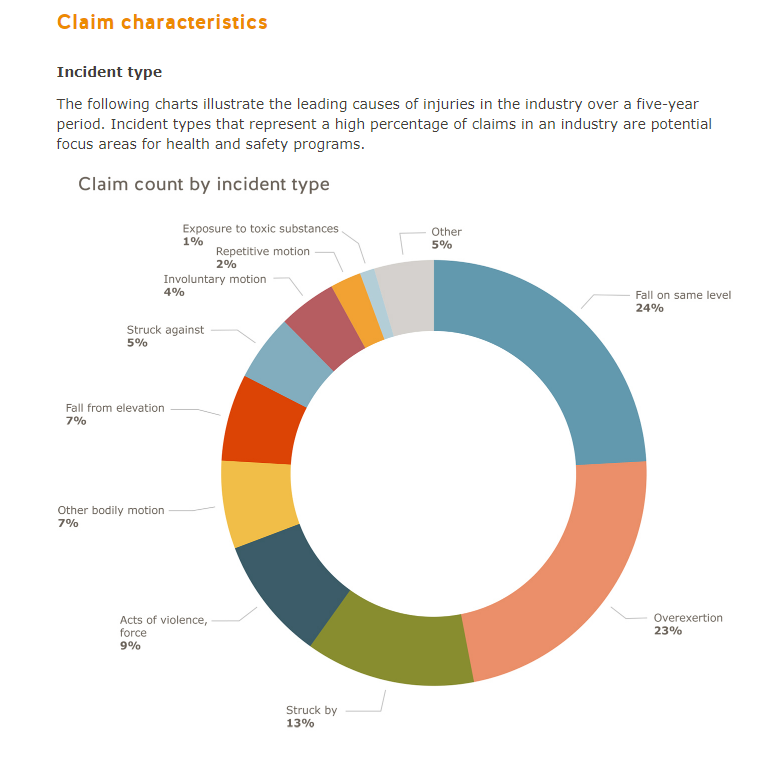 Claim characteristics
Incident type
The following charts illustrate the leading causes of injuries in the industry over a five-year
period. Incident types that represent a high percentage of claims in an industry are potential
focus areas for health and safety programs.
Claim count by incident type
Exposure to toxic substances
1%
Other
5%
Repetitive motion
2%
Involuntary motion
4%
Fall on same level
24%
Struck against
5%
Fall from elevation
7%
Other bodily motion
7%
Acts of violence,
force
9%
Overexertion
23%
Struck by
13%